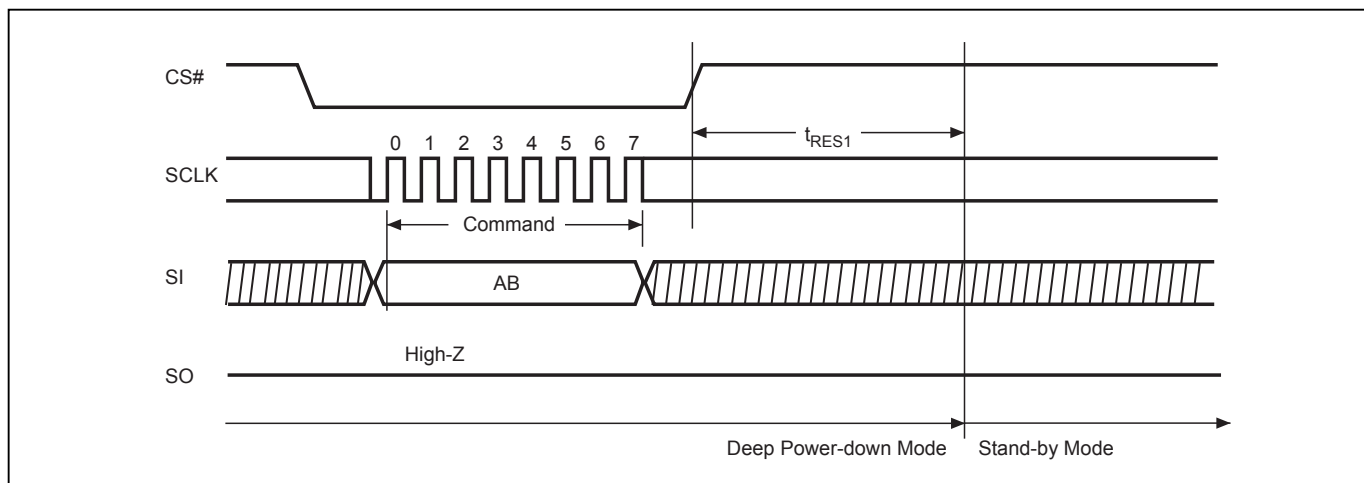 CS#
tRES1
0 1 2 3 4 5 6 7
SCLK
Command
SI
AB
High-Z
SO
Deep Power-down Mode Stand-by Mode